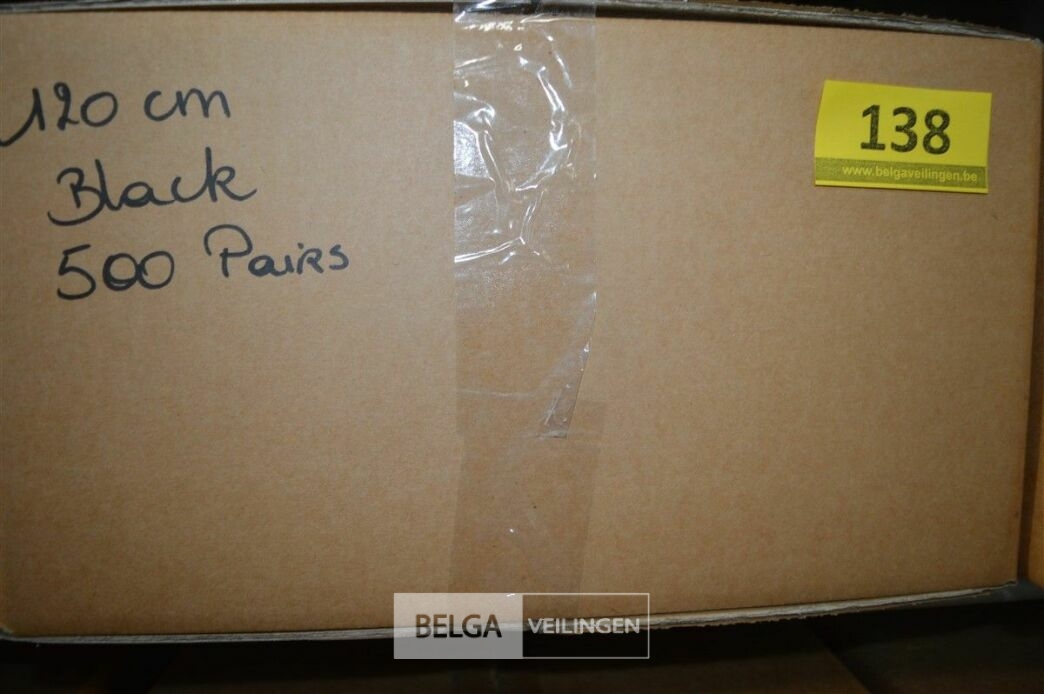 120 cm
Black
500 Pairs
138
www.belgaveilingen.be
BELGA VEILINGEN